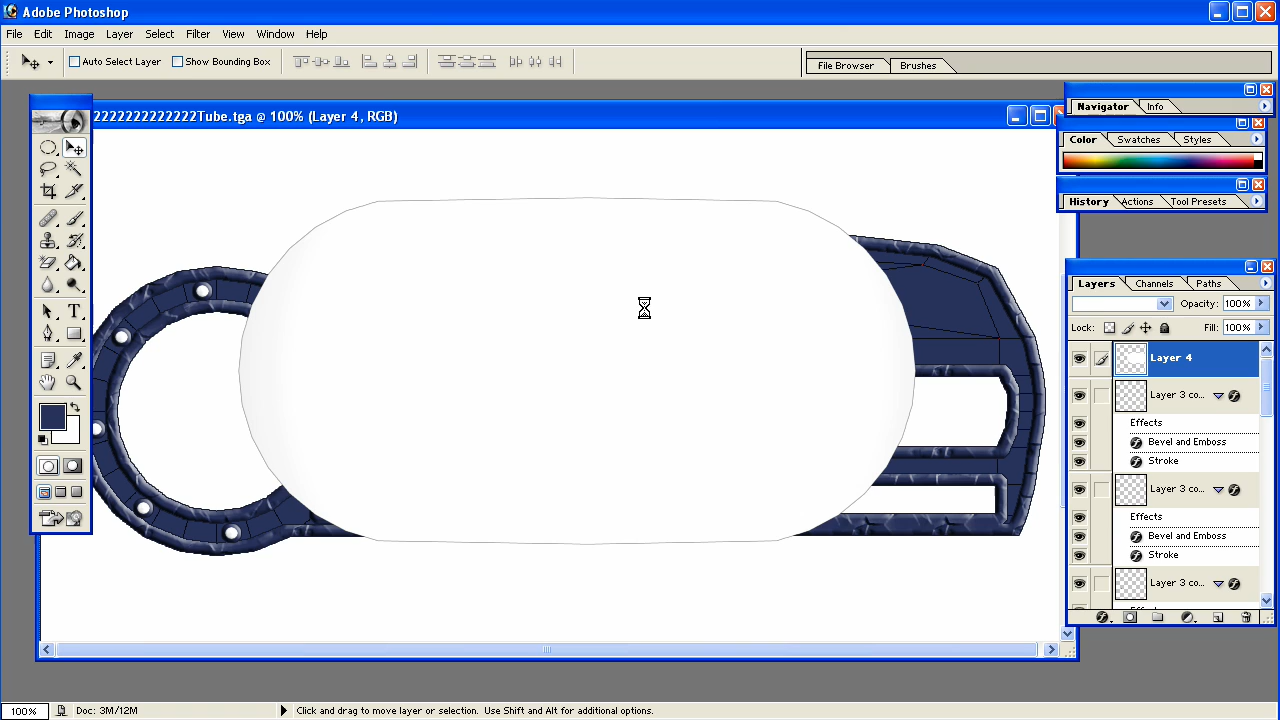 Adobe Photoshop
File Edit Image Layer Select Filter View Window Help
Auto Select Layer Show Bounding Box File Browser Brushes
22222222222222Tube.tga @ 100% (Layer 4, RGB)
Navigator Info
Color Swatches Styles
History Actions Tool Presets
Layers Channels Paths
Opacity: 100%
Lock: Fill: 100%
Layer 4
Layer 3 co...
Effects
Bevel and Emboss
Stroke
Layer 3 co...
Effects
Bevel and Emboss
Stroke
Layer 3 co...
100% Doc: 3M/12M Click and drag to move layer or selection. Use Shift and Alt for additional options.